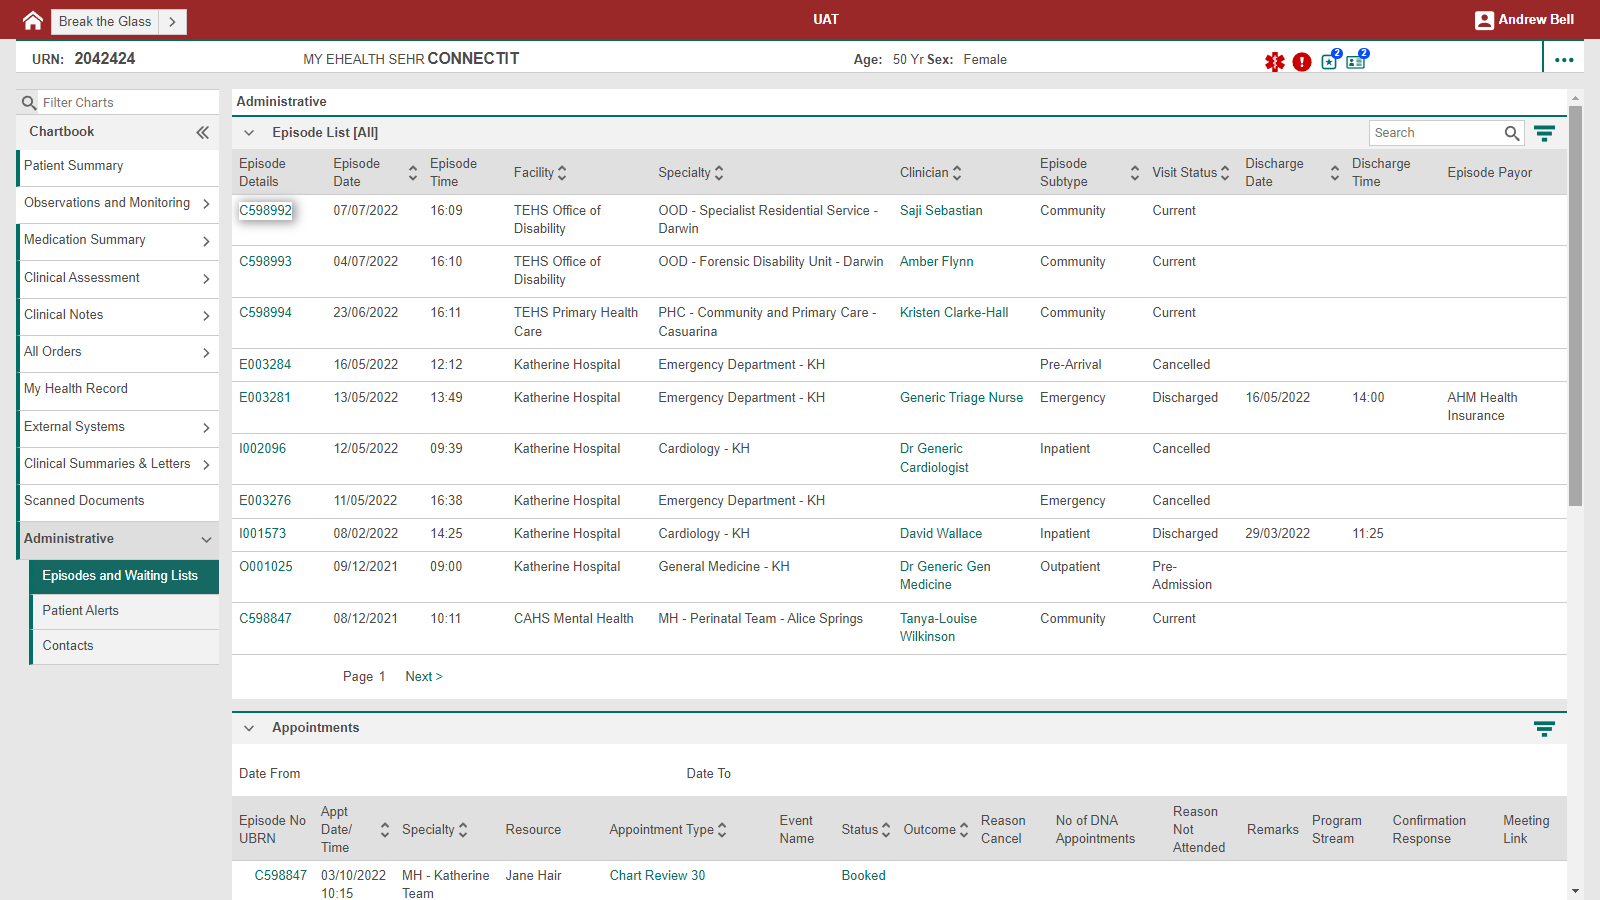 Break the Glass
UAT
Andrew Bell
URN: 2042424 MY EHEALTH SEHR CONNECTIT Age: 50 Yr Sex: Female
2 2
Filter Charts
Chartbook
Patient Summary
Observations and Monitoring
Medication Summary
Clinical Assessment
Clinical Notes
All Orders
My Health Record
External Systems
Clinical Summaries & Letters
Scanned Documents
Administrative
Episodes and Waiting Lists
Patient Alerts
Contacts
Administrative
Episode List [All]
Search
Episode Details Episode Date Episode Time Facility Specialty Clinician Episode Subtype Visit Status Discharge Date Discharge Time Episode Payor
C598992 07/07/2022 16:09 TEHS Office of Disability OOD - Specialist Residential Service - Darwin Saji Sebastian Community Current
C598993 04/07/2022 16:10 TEHS Office of Disability OOD - Forensic Disability Unit - Darwin Amber Flynn Community Current
C598994 23/06/2022 16:11 TEHS Primary Health Care PHC - Community and Primary Care - Casuarina Kristen Clarke-Hall Community Current
E003284 16/05/2022 12:12 Katherine Hospital Emergency Department - KH Pre-Arrival Cancelled
E003281 13/05/2022 13:49 Katherine Hospital Emergency Department - KH Generic Triage Nurse Emergency Discharged 16/05/2022 14:00 AHM Health Insurance
I002096 12/05/2022 09:39 Katherine Hospital Cardiology - KH Dr Generic Cardiologist Inpatient Cancelled
E003276 11/05/2022 16:38 Katherine Hospital Emergency Department - KH Emergency Cancelled
I001573 08/02/2022 14:25 Katherine Hospital Cardiology - KH David Wallace Inpatient Discharged 29/03/2022 11:25
O001025 09/12/2021 09:00 Katherine Hospital General Medicine - KH Dr Generic Gen Medicine Outpatient Pre-Admission
C598847 08/12/2021 10:11 CAHS Mental Health MH - Perinatal Team - Alice Springs Tanya-Louise Wilkinson Community Current
Page 1 Next >
Appointments
Date From Date To
Episode No UBRN Appt Date/ Time Specialty Resource Appointment Type Event Name Status Outcome Reason Cancel No of DNA Appointments Reason Not Attended Remarks Program Stream Confirmation Response Meeting Link
C598847 03/10/2022 10:15 MH - Katherine Team Jane Hair Chart Review 30 Booked